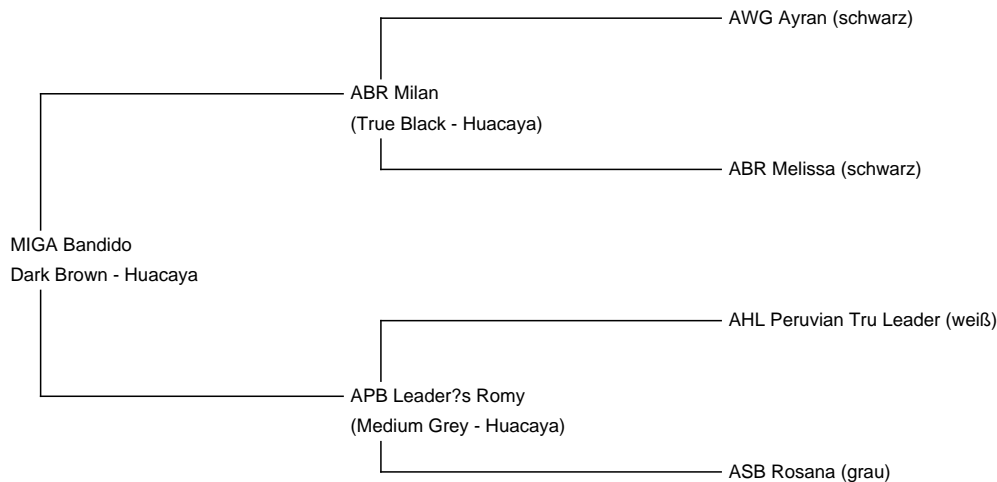 AWG Ayran (schwarz)
ABR Milan
(True Black - Huacaya)
ABR Melissa (schwarz)
MIGA Bandido
Dark Brown - Huacaya
AHL Peruvian Tru Leader (weiß)
APB Leader?s Romy
(Medium Grey - Huacaya)
ASB Rosana (grau)